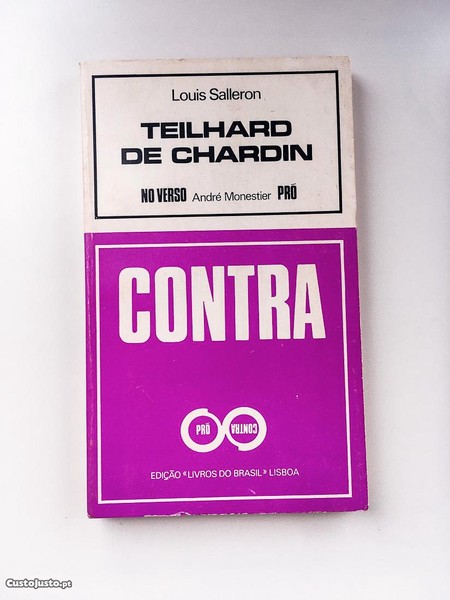 Louis Salleron
TEILHARD
DE CHARDIN
NO VERSO André Monestier PRÓ
CONTRA
PRÓ CONTRA
EDIÇÃO «LIVROS DO BRASIL» LISBOA
CustoJusto.pt